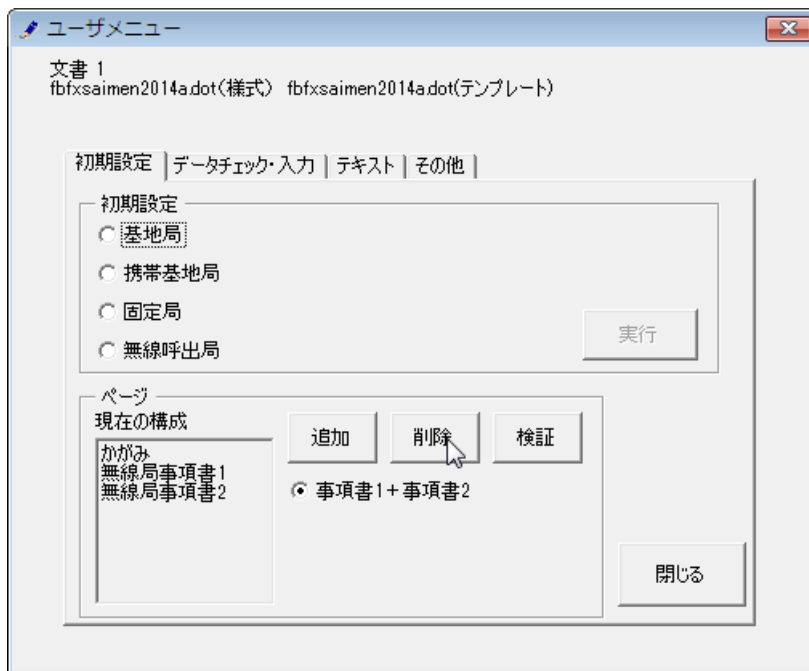 ユーザメニュー
文書 1
fbfxsaimen2014a.dot(様式) fbfxsaimen2014a.dot(テンプレート)
初期設定 データチェック・入力 テキスト その他
初期設定
基地局
携帯基地局
固定局
無線呼出局
実行
ページ
現在の構成
かがみ
無線局事項書1
無線局事項書2
追加 削除 検証
事項書1+事項書2
閉じる